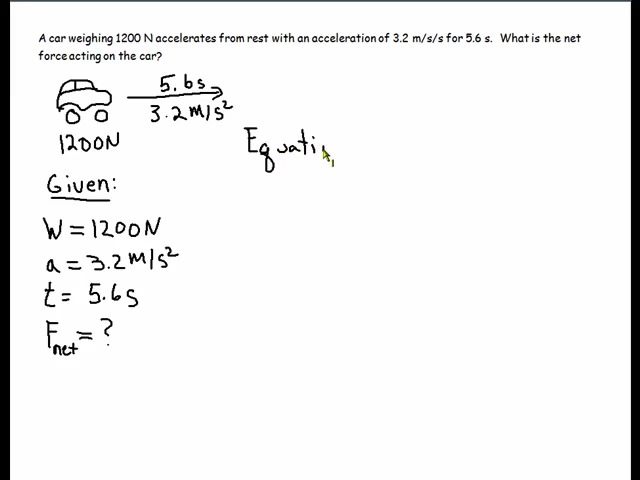 A car weighing 1200 N accelerates from rest with an acceleration of 3.2 m/s/s for 5.6 s. What is the net
force acting on the car?
5.6s
3.2m/s²
1200N
Equati
Given:
W = 1200N
a = 3.2m/s²
t = 5.6s
Fnet = ?